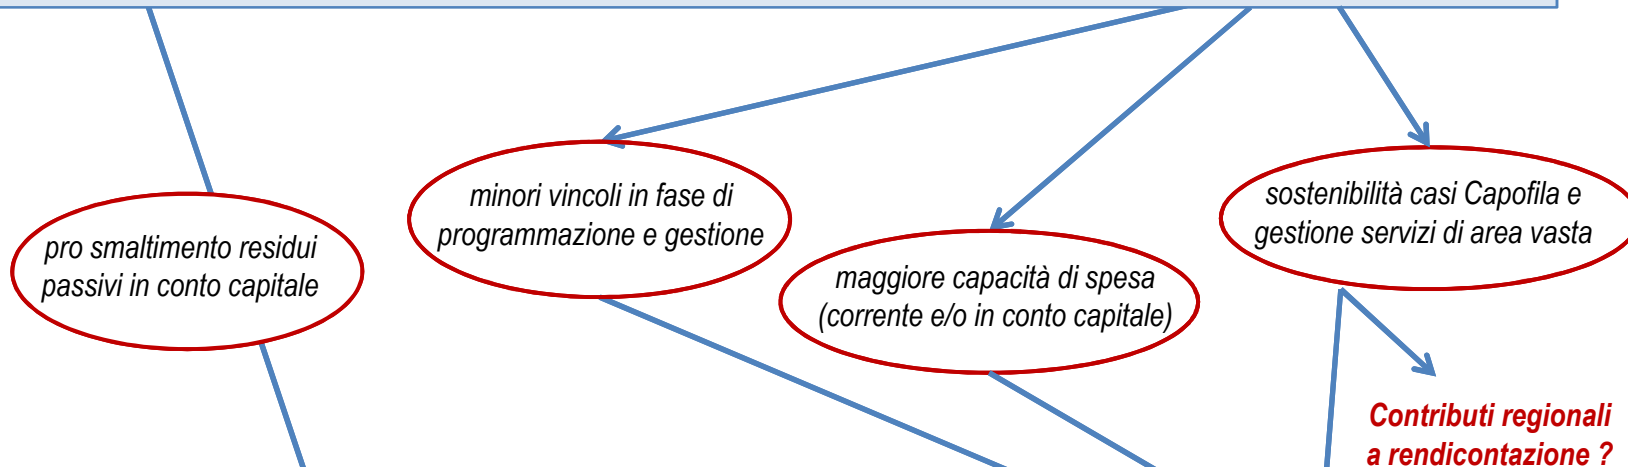 pro smaltimento residui
passivi in conto capitale
minori vincoli in fase di
programmazione e gestione
maggiore capacità di spesa
(corrente e/o in conto capitale)
sostenibilità casi Capofila e
gestione servizi di area vasta
Contributi regionali
a rendicontazione ?